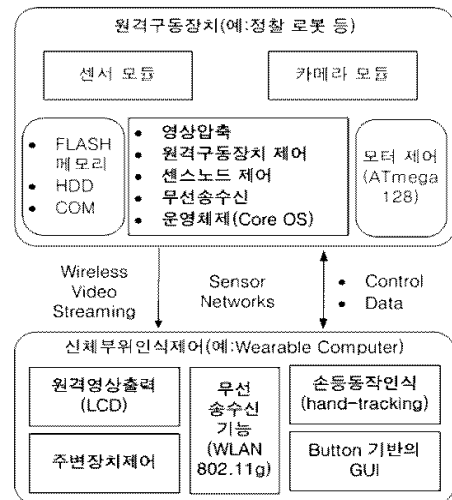 원격구동장치(예:정찰 로봇 등)
센서 모듈
카메라 모듈
• FLASH
메모리
• HDD
• COM
• 영상압축
• 원격구동장치 제어
• 센스노드 제어
• 무선송수신
• 운영체제(Core OS)
모터 제어
(ATmega
128)
Wireless
Video
Streaming
Sensor
Networks
• Control
• Data
신체부위인식제어(예:Wearable Computer)
원격영상출력
(LCD)
주변장치제어
무선
송수신
기능
(WLAN
802.11g)
손등동작인식
(hand-tracking)
Button 기반의
GUI